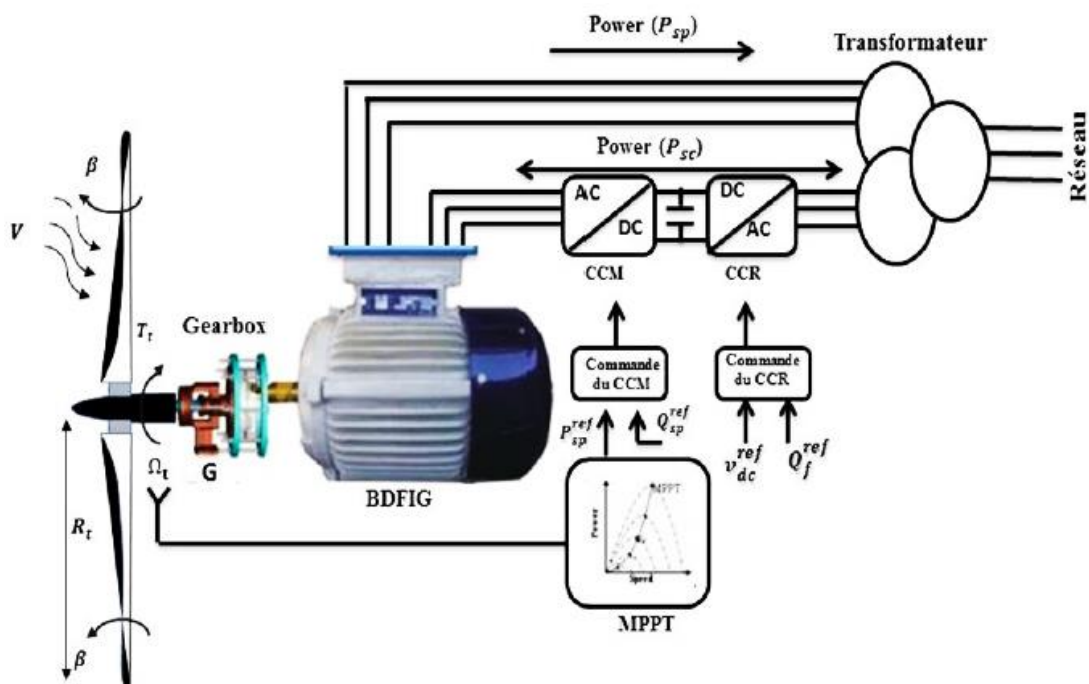 Power (P_sp)
Transformateur
Power (P_sc)
Réseau
β
V
AC
DC
DC
AC
CCM
CCR
T_t
Gearbox
Commande
du CCM
Commande
du CCR
P_sp^ref
Q_sp^ref
v_dc^ref
Q_f^ref
Ω_t
G
BDFIG
R_t
MPPT
Power
Speed
MPPT
β